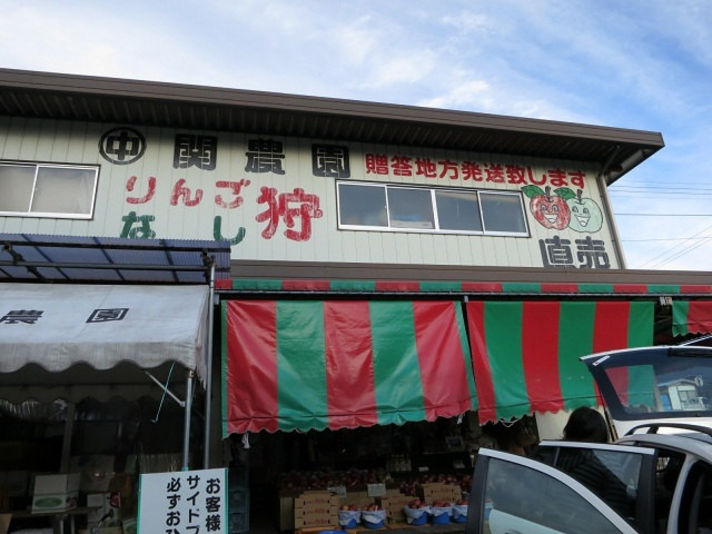 中 関農園
贈答地方発送致します
りんご
なし
狩
直売
農園
お客様
サイドブ
必ずおひ